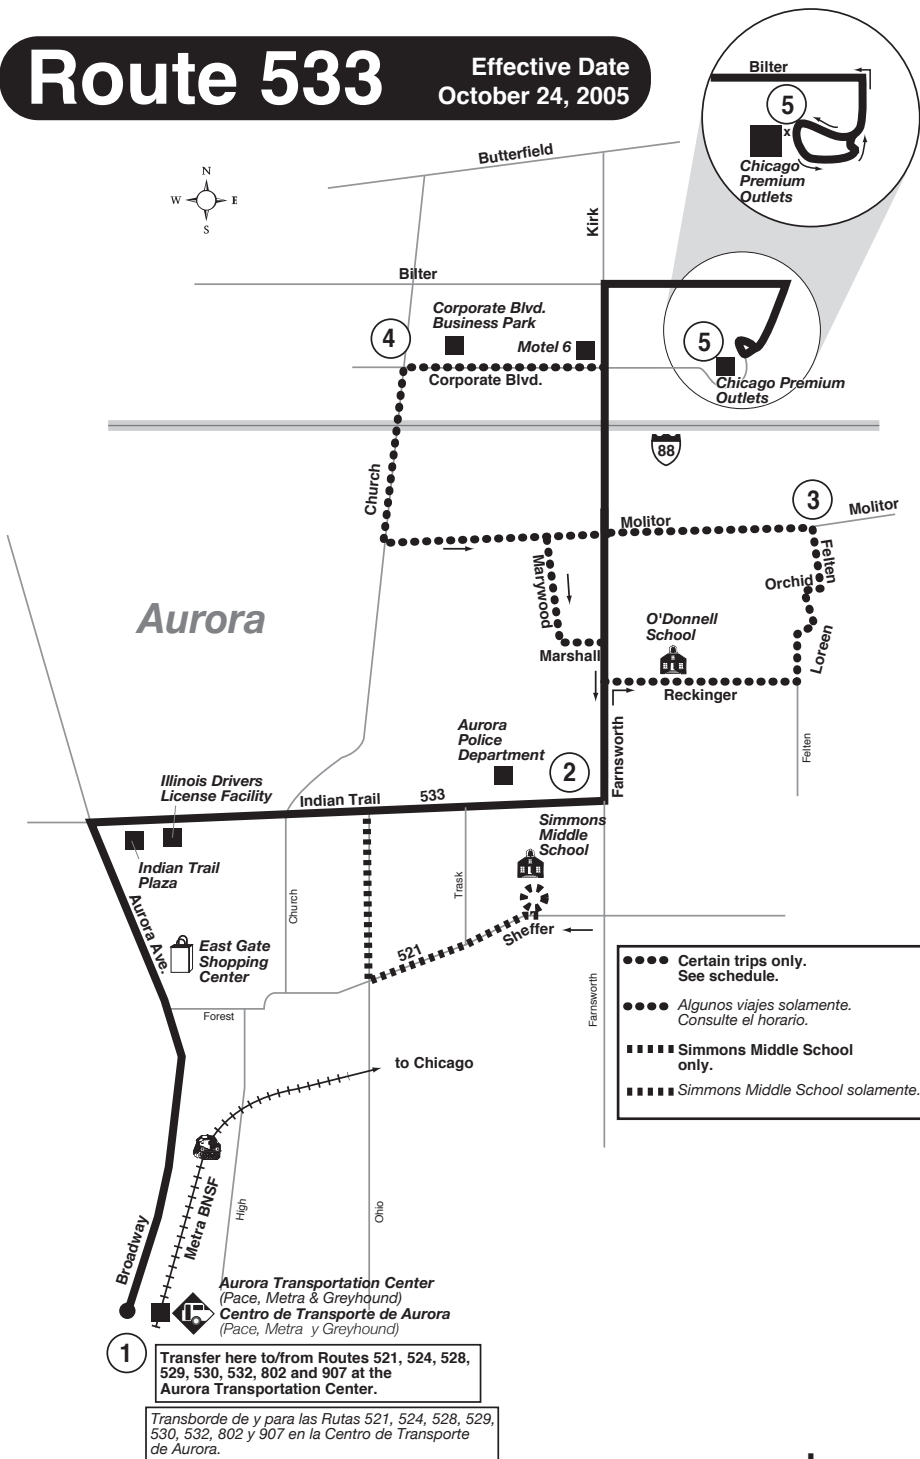 Route 533
Effective Date
October 24, 2005
Bilter
5
x
Chicago
Premium
Outlets
Butterfield
N
W
E
S
Kirk
Bilter
Corporate Blvd.
Business Park
4
Motel 6
5
Corporate Blvd.
Chicago Premium
Outlets
88
Church
3
Molitor
Molitor
Felten
Marywood
Orchid
Aurora
O'Donnell
School
Loreen
Marshall
Reckinger
Farnsworth
Felten
Aurora
Police
Department
2
Illinois Drivers
License Facility
Indian Trail
533
Simmons
Middle
School
Indian Trail
Plaza
Aurora Ave.
Church
Trask
East Gate
Shopping
Center
521
Sheffer
Forest
Farnsworth
Certain trips only.
See schedule.
Algunos viajes solamente.
Consulte el horario.
Simmons Middle School
only.
Simmons Middle School solamente.
to Chicago
Metra BNSF
High
Ohio
Broadway
Aurora Transportation Center
(Pace, Metra & Greyhound)
Centro de Transporte de Aurora
(Pace, Metra y Greyhound)
1
Transfer here to/from Routes 521, 524, 528,
529, 530, 532, 802 and 907 at the
Aurora Transportation Center.
Transborde de y para las Rutas 521, 524, 528, 529,
530, 532, 802 y 907 en la Centro de Transporte
de Aurora.